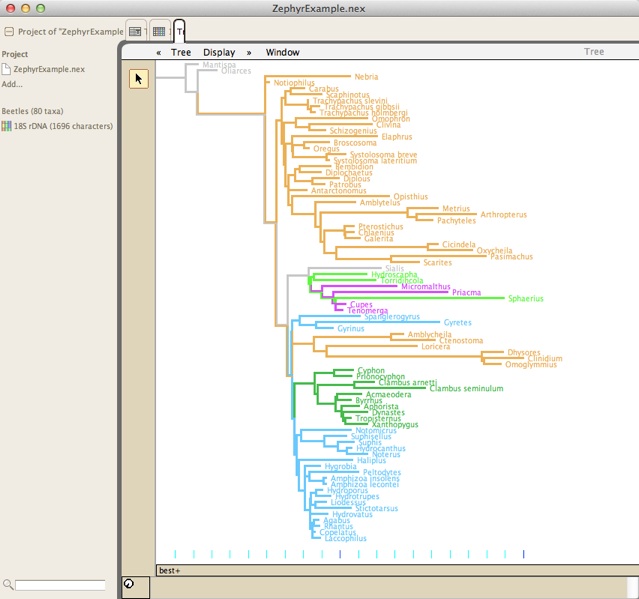 ZephyrExample.nex
Project of "ZephyrExample
Tr
« Tree Display » Window Tree
Project
ZephyrExample.nex
Add...
Beetles (80 taxa)
18S rDNA (1696 characters)
Mantispa
Oliarces
Nebria
Notiophilus
Carabus
Scaphinotus
Trachypachus slevini
Trachypachus gibbsii
Trachypachus holmbergi
Omophron
Clivina
Schizogenius
Elaphrus
Broscosoma
Oregus
Systolosoma breve
Systolosoma lateritium
Bembidion
Diplochaetus
Diplous
Patrobus
Antarctonomus
Opisthius
Amblytelus
Metrius
Arthropterus
Pachyteles
Pterostichus
Chlaenius
Galerita
Cicindela
Oxycheila
Pasimachus
Scarites
Sialis
Hydroscapha
Torridincola
Micromalthus
Priacma
Sphaerius
Cupes
Tenomerga
Spanglerogyrus
Gyretes
Gyrinus
Amblycheila
Ctenostoma
Loricera
Dhysores
Clinidium
Omoglymmius
Cyphon
Prionocyphon
Clambus arnetti
Clambus seminulum
Acmaeodera
Byrrhus
Aphorista
Dynastes
Tropisternus
Xanthopygus
Notomicrus
Suphisellus
Suphis
Hydrocanthus
Noterus
Haliplus
Hygrobia
Peltodytes
Amphizoa insolens
Amphizoa lecontei
Hydroporus
Hydrotrupes
Liodessus
Stictotarsus
Hydrovatus
Agabus
Rhantus
Copelatus
Laccophilus
best+